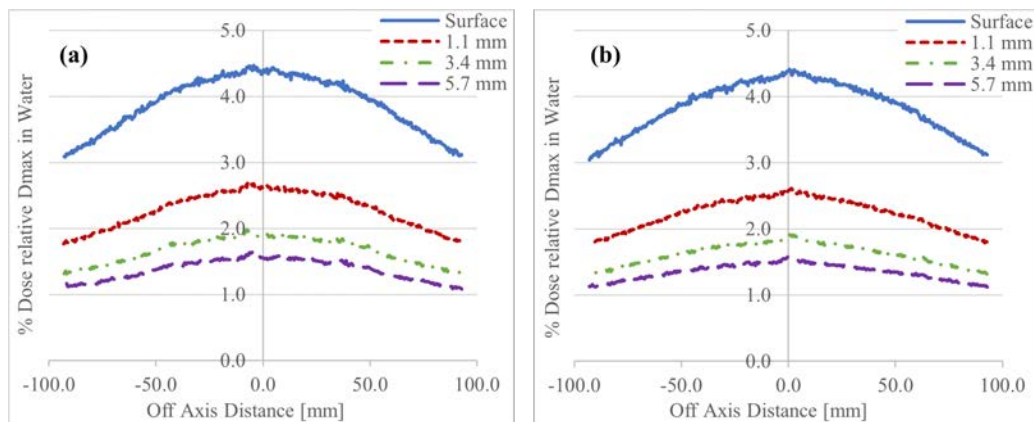 (a)
Surface
1.1 mm
3.4 mm
5.7 mm
% Dose relative Dmax in Water
5.0
4.0
3.0
2.0
1.0
0.0
-100.0 -50.0 0.0 50.0 100.0
Off Axis Distance [mm]
(b)
Surface
1.1 mm
3.4 mm
5.7 mm
% Dose relative Dmax in Water
5.0
4.0
3.0
2.0
1.0
0.0
-100.0 -50.0 0.0 50.0 100.0
Off Axis Distance [mm]